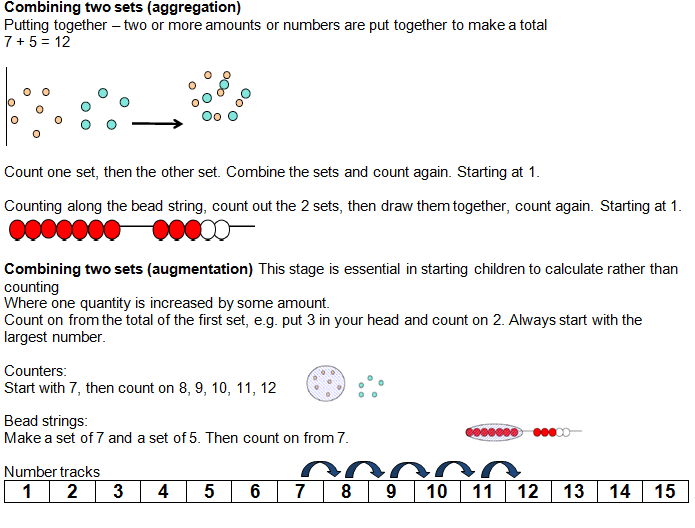 Combining two sets (aggregation)
Putting together – two or more amounts or numbers are put together to make a total
7 + 5 = 12
Count one set, then the other set. Combine the sets and count again. Starting at 1.
Counting along the bead string, count out the 2 sets, then draw them together, count again. Starting at 1.
Combining two sets (augmentation) This stage is essential in starting children to calculate rather than
counting
Where one quantity is increased by some amount.
Count on from the total of the first set, e.g. put 3 in your head and count on 2. Always start with the
largest number.
Counters:
Start with 7, then count on 8, 9, 10, 11, 12
Bead strings:
Make a set of 7 and a set of 5. Then count on from 7.
Number tracks
1 2 3 4 5 6 7 8 9 10 11 12 13 14 15